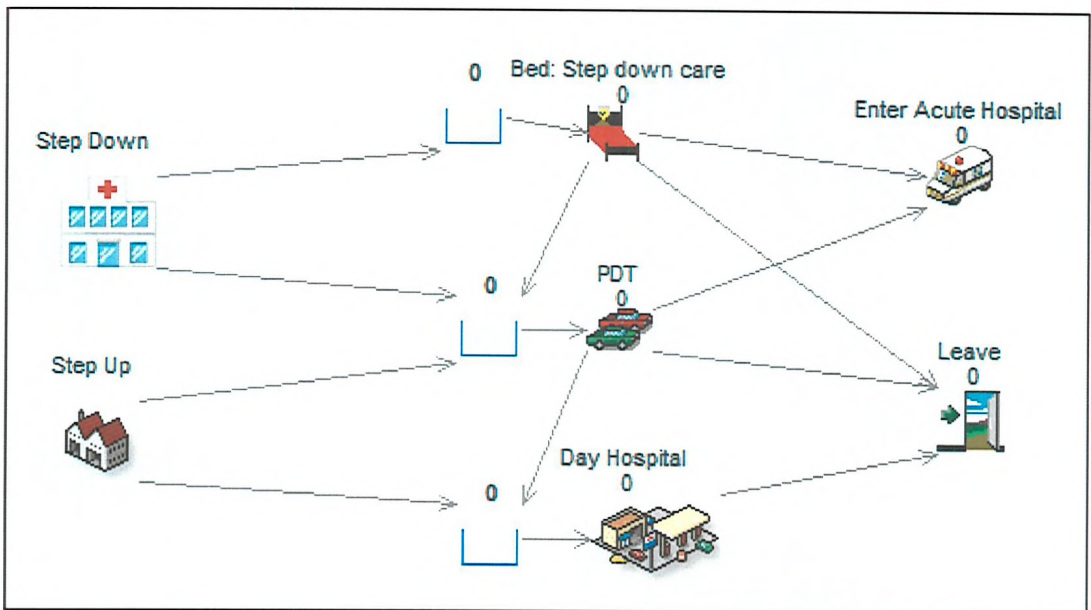 0
Bed: Step down care
0
Enter Acute Hospital
0
Step Down
0
PDT
0
Step Up
Leave
0
0
Day Hospital
0